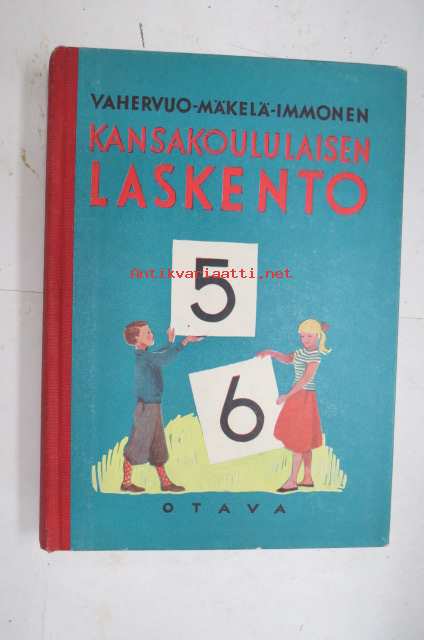 VAHERVUO-MÄKELÄ-IMMONEN
KANSAKOULULAISEN
LASKENTO
Antikvariaatti.net
5
6
OTAVA